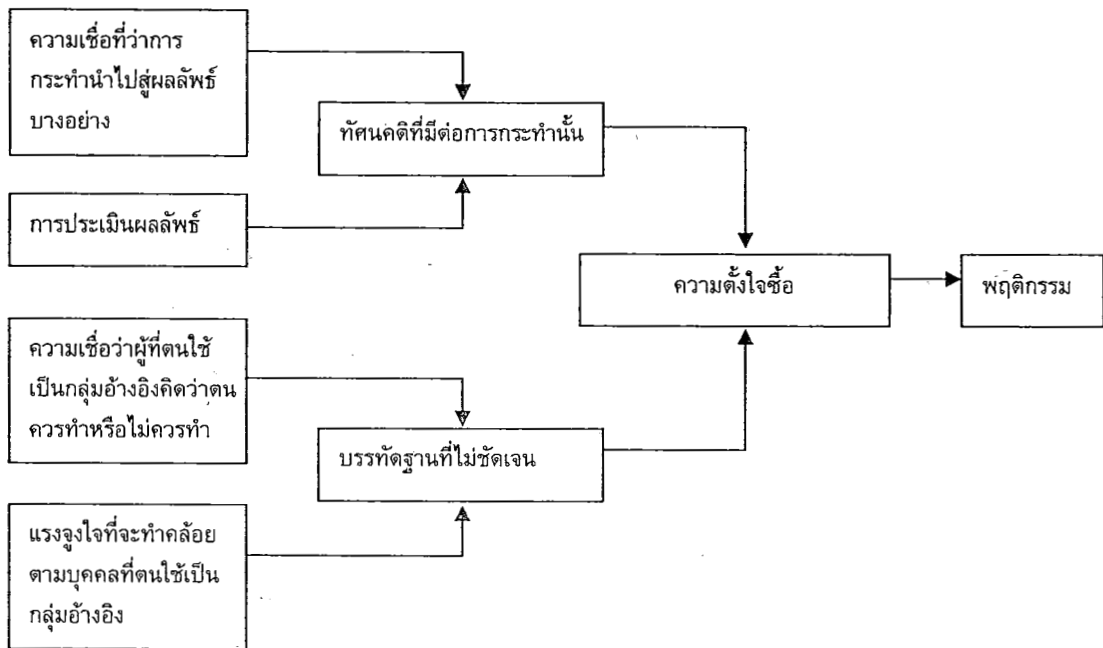 ความเชื่อที่ว่าการ
กระทำนำไปสู่ผลลัพธ์
บางอย่าง
ทัศนคติที่มีต่อการกระทำนั้น
การประเมินผลลัพธ์
ความตั้งใจซื้อ
พฤติกรรม
ความเชื่อว่าผู้ที่ตนใช้
เป็นกลุ่มอ้างอิงคิดว่าตน
ควรทำหรือไม่ควรทำ
บรรทัดฐานที่ไม่ชัดเจน
แรงจูงใจที่จะทำคล้อย
ตามบุคคลที่ตนใช้เป็น
กลุ่มอ้างอิง